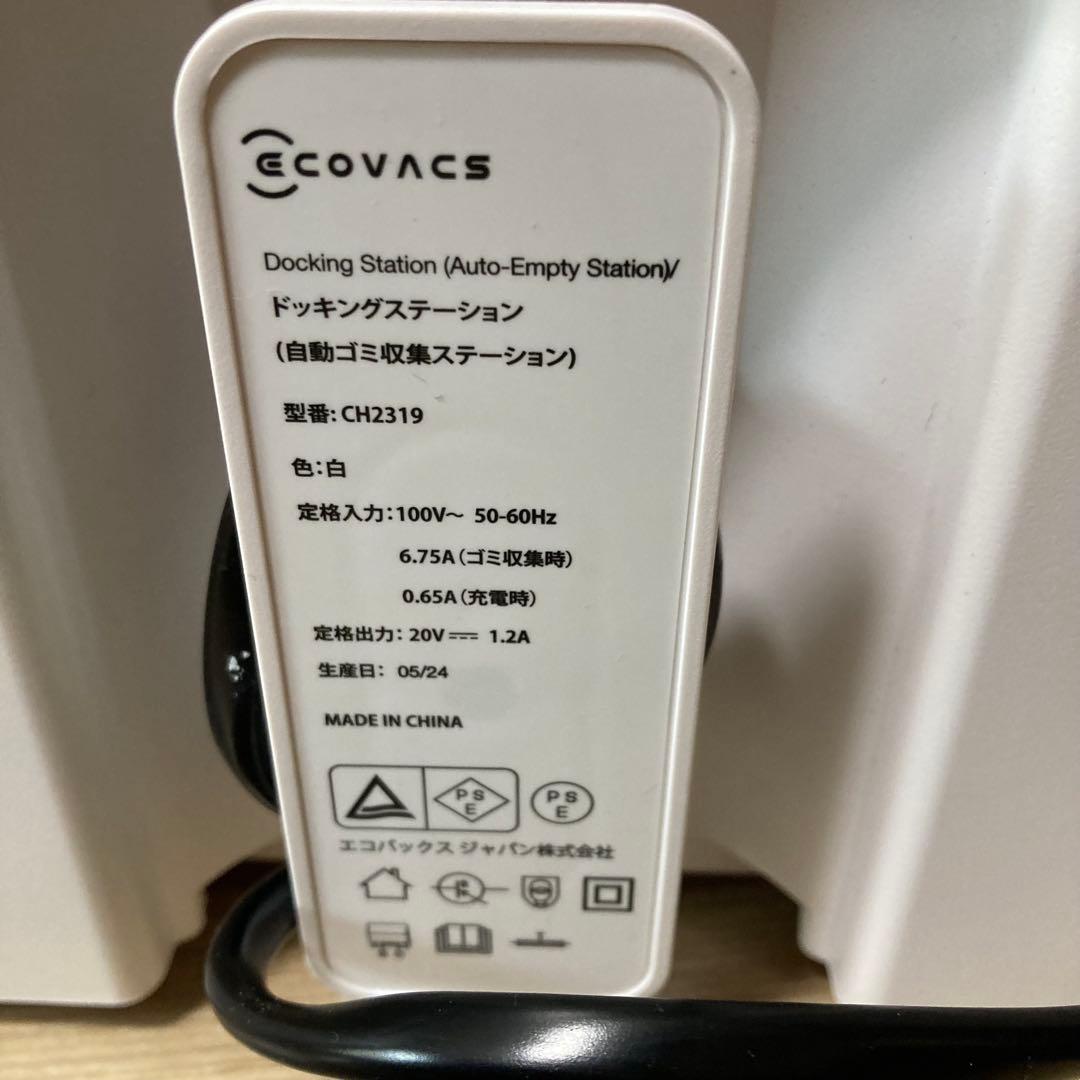 ECOVACS
Docking Station (Auto-Empty Station)/
ドッキングステーション
(自動ゴミ収集ステーション)
型番: CH2319
色：白
定格入力：100V～ 50-60Hz
6.75A（ゴミ収集時）
0.65A（充電時）
定格出力：20V⎓ 1.2A
生産日： 05/24
MADE IN CHINA
PS
E
PS
E
エコバックス ジャパン株式会社